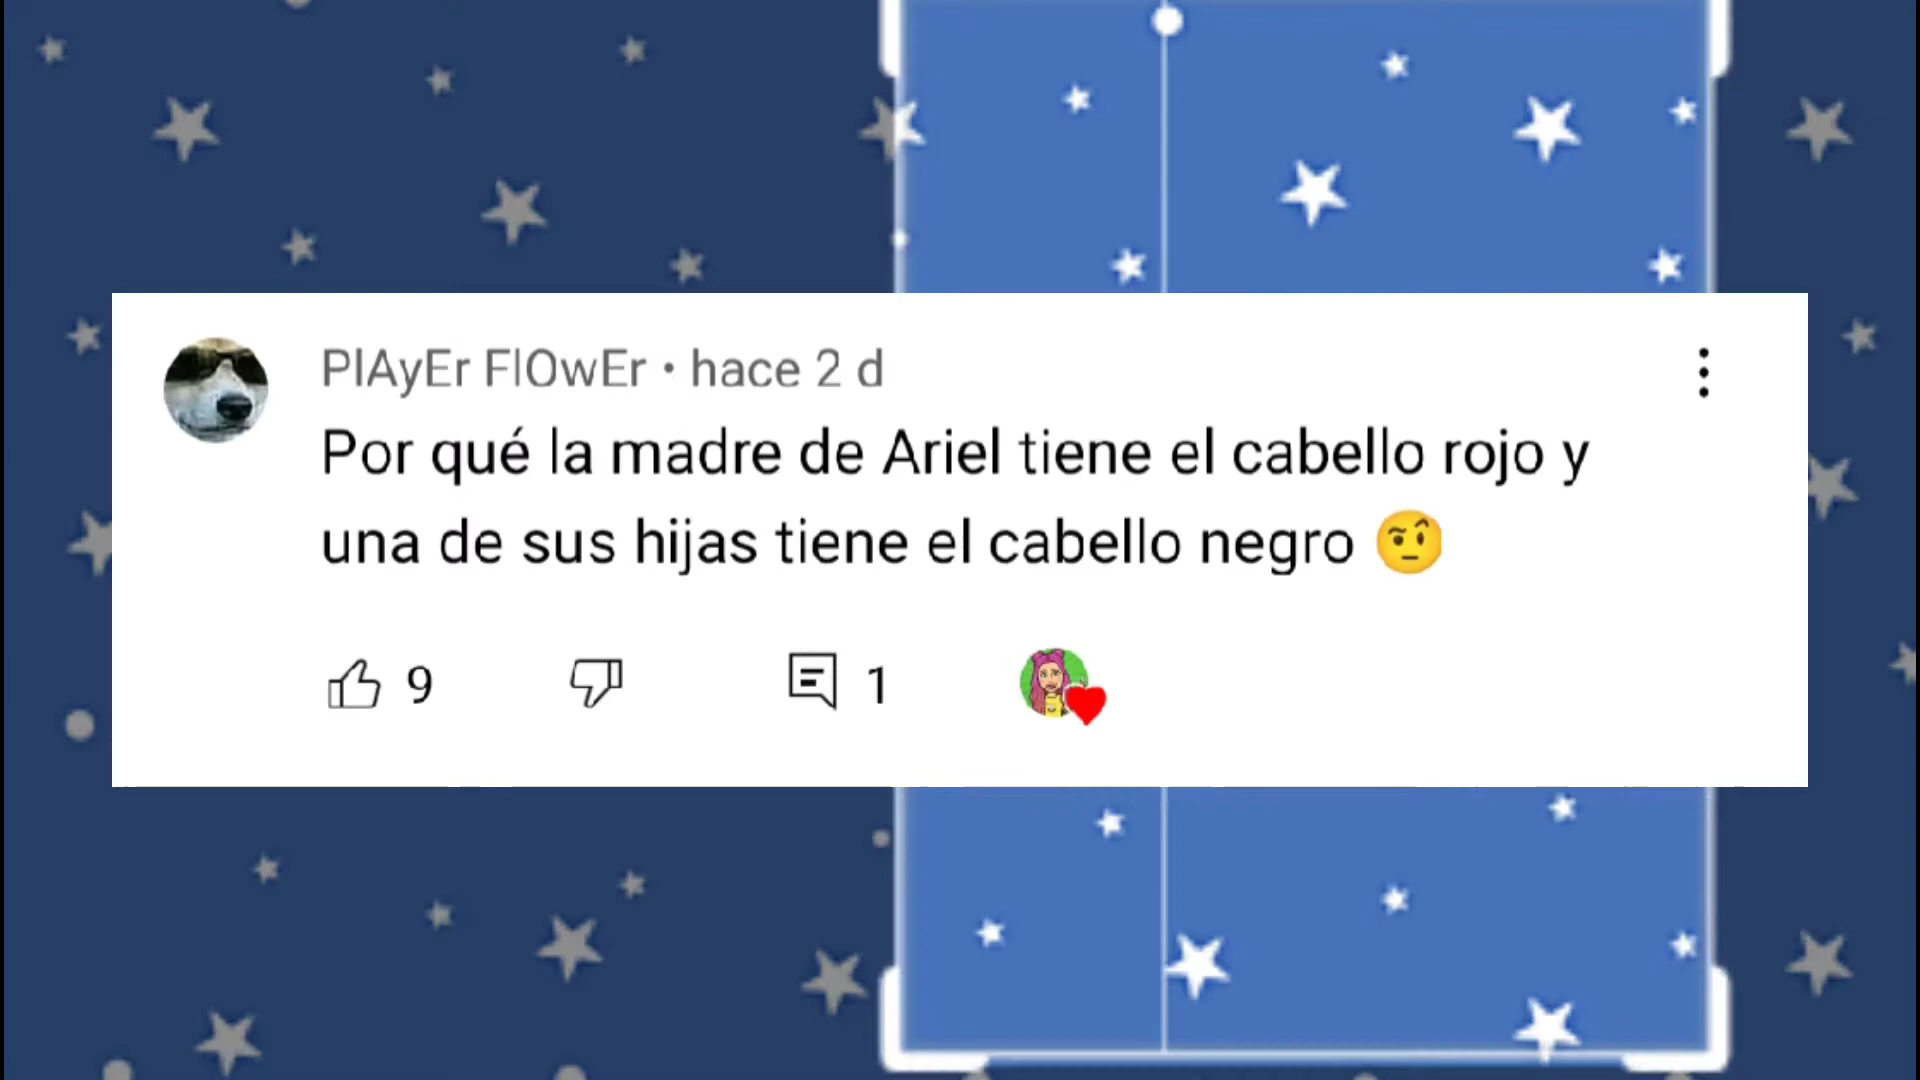 PlAyEr FlOwEr • hace 2 d
Por qué la madre de Ariel tiene el cabello rojo y
una de sus hijas tiene el cabello negro 🤨
9 1